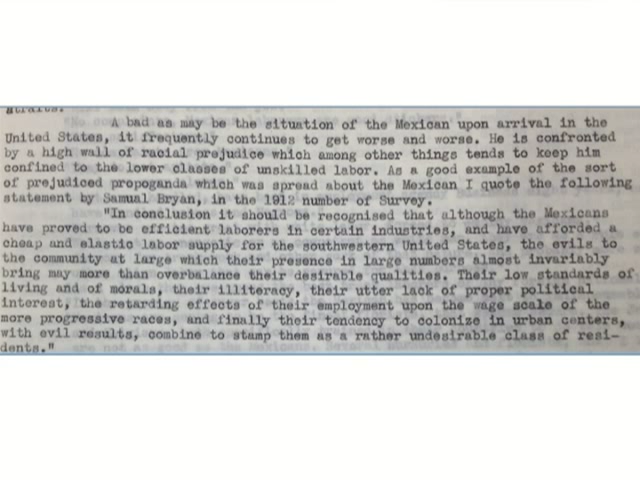 straits.
A bad as may be the situation of the Mexican upon arrival in the
United States, it frequently continues to get worse and worse. He is confronted
by a high wall of racial prejudice which among other things tends to keep him
confined to the lower classes of unskilled labor. As a good example of the sort
of prejudiced propoganda which was spread about the Mexican I quote the following
statement by Samual Bryan, in the 1912 number of Survey.
"In conclusion it should be recognised that although the Mexicans
have proved to be efficient laborers in certain industries, and have afforded a
cheap and elastic labor supply for the southwestern United States, the evils to
the community at large which their presence in large numbers almost invariably
bring may more than overbalance their desirable qualities. Their low standards of
living and of morals, their illiteracy, their utter lack of proper political
interest, the retarding effects of their employment upon the wage scale of the
more progressive races, and finally their tendency to colonize in urban centers,
with evil results, combine to stamp them as a rather undesirable class of resi-
dents."